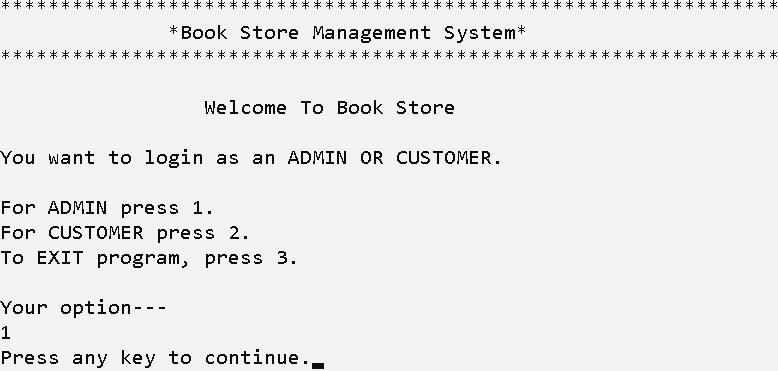 ******************************************************************
*Book Store Management System*
******************************************************************
Welcome To Book Store
You want to login as an ADMIN OR CUSTOMER.
For ADMIN press 1.
For CUSTOMER press 2.
To EXIT program, press 3.
Your option---
1
Press any key to continue.